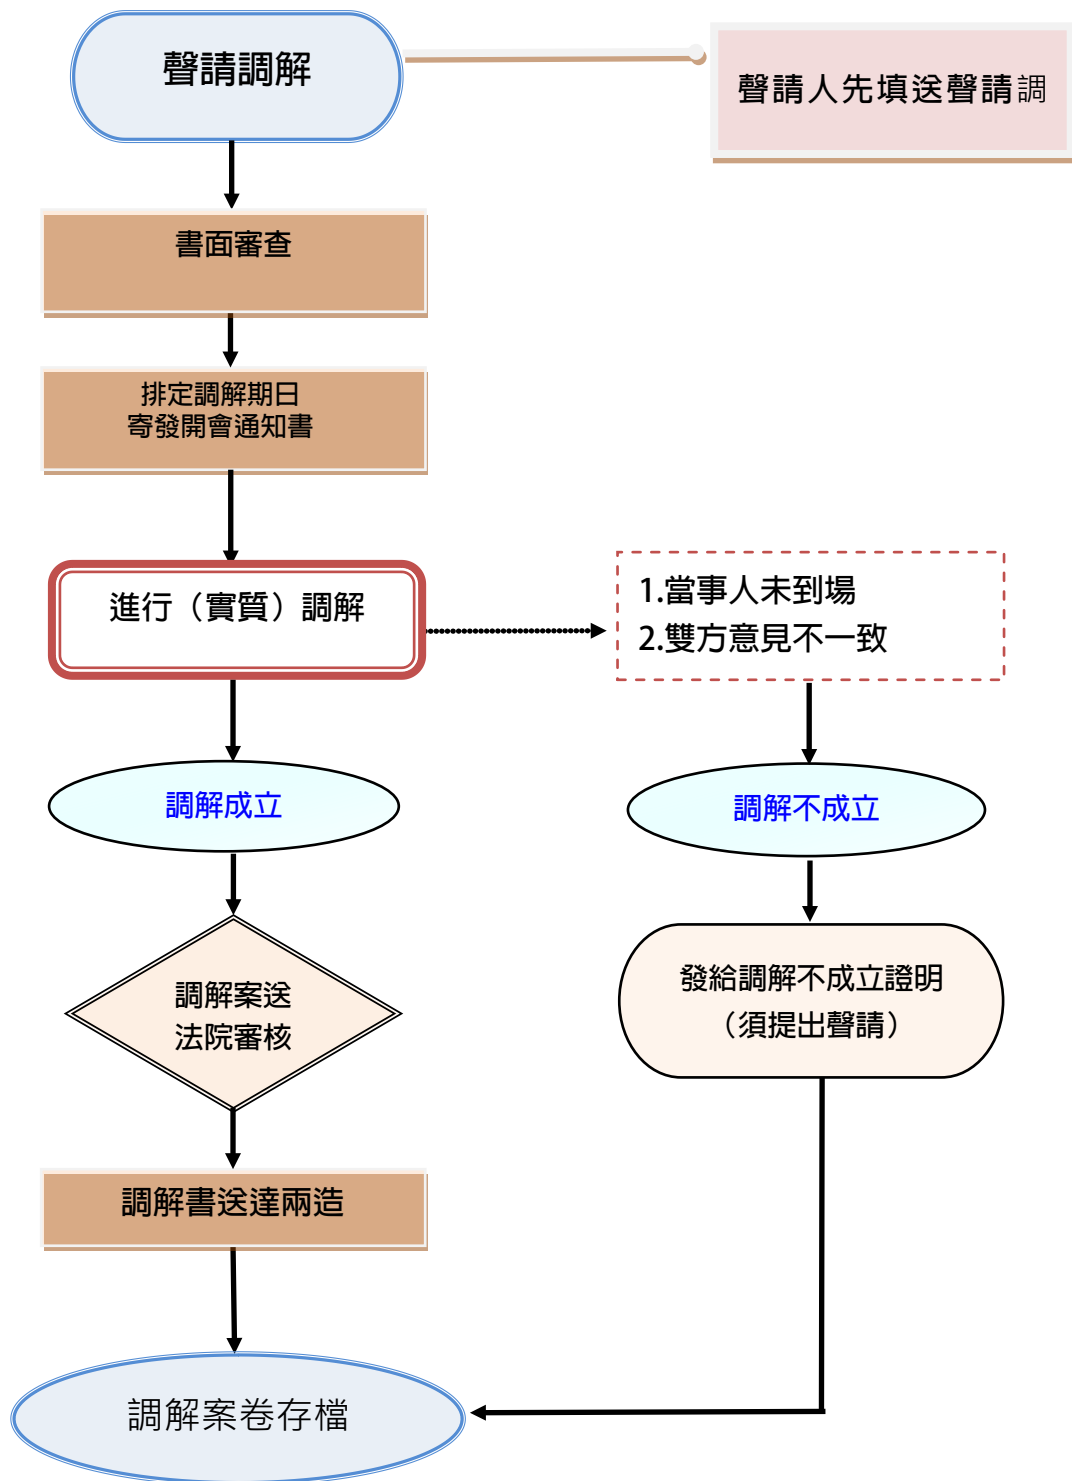 聲請調解
聲請人先填送聲請調
書面審查
排定調解期日
寄發開會通知書
進行（實質）調解
1.當事人未到場
2.雙方意見不一致
調解成立
調解不成立
調解案送
法院審核
發給調解不成立證明
（須提出聲請）
調解書送達兩造
調解案卷存檔